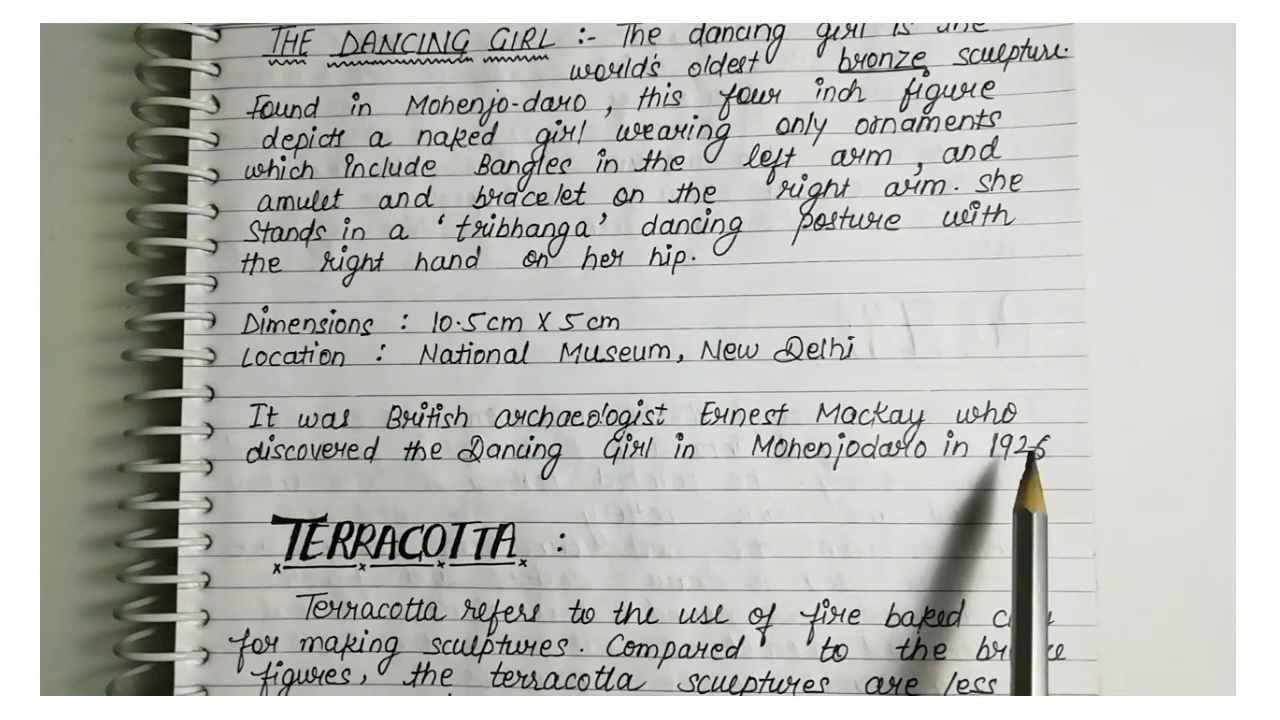 THE DANCING GIRL :- The dancing girl is the
world's oldest bronze sculpture.
Found in Mohenjo-daro, this four inch figure
depicts a naked girl wearing only ornaments
which include Bangles in the left arm, and
amulet and bracelet on the right arm. She
Stands in a 'tribhanga' dancing posture with
the right hand on her hip.
Dimensions : 10.5cm X 5cm
Location : National Museum, New Delhi
It was British archaeologist Ernest Mackay who
discovered the Dancing Girl in Mohenjodaro in 1926
TERRACOTTA :
Terracotta refers to the use of fire baked
for making sculptures. Compared to the
figures, the terracotta sculptures are less